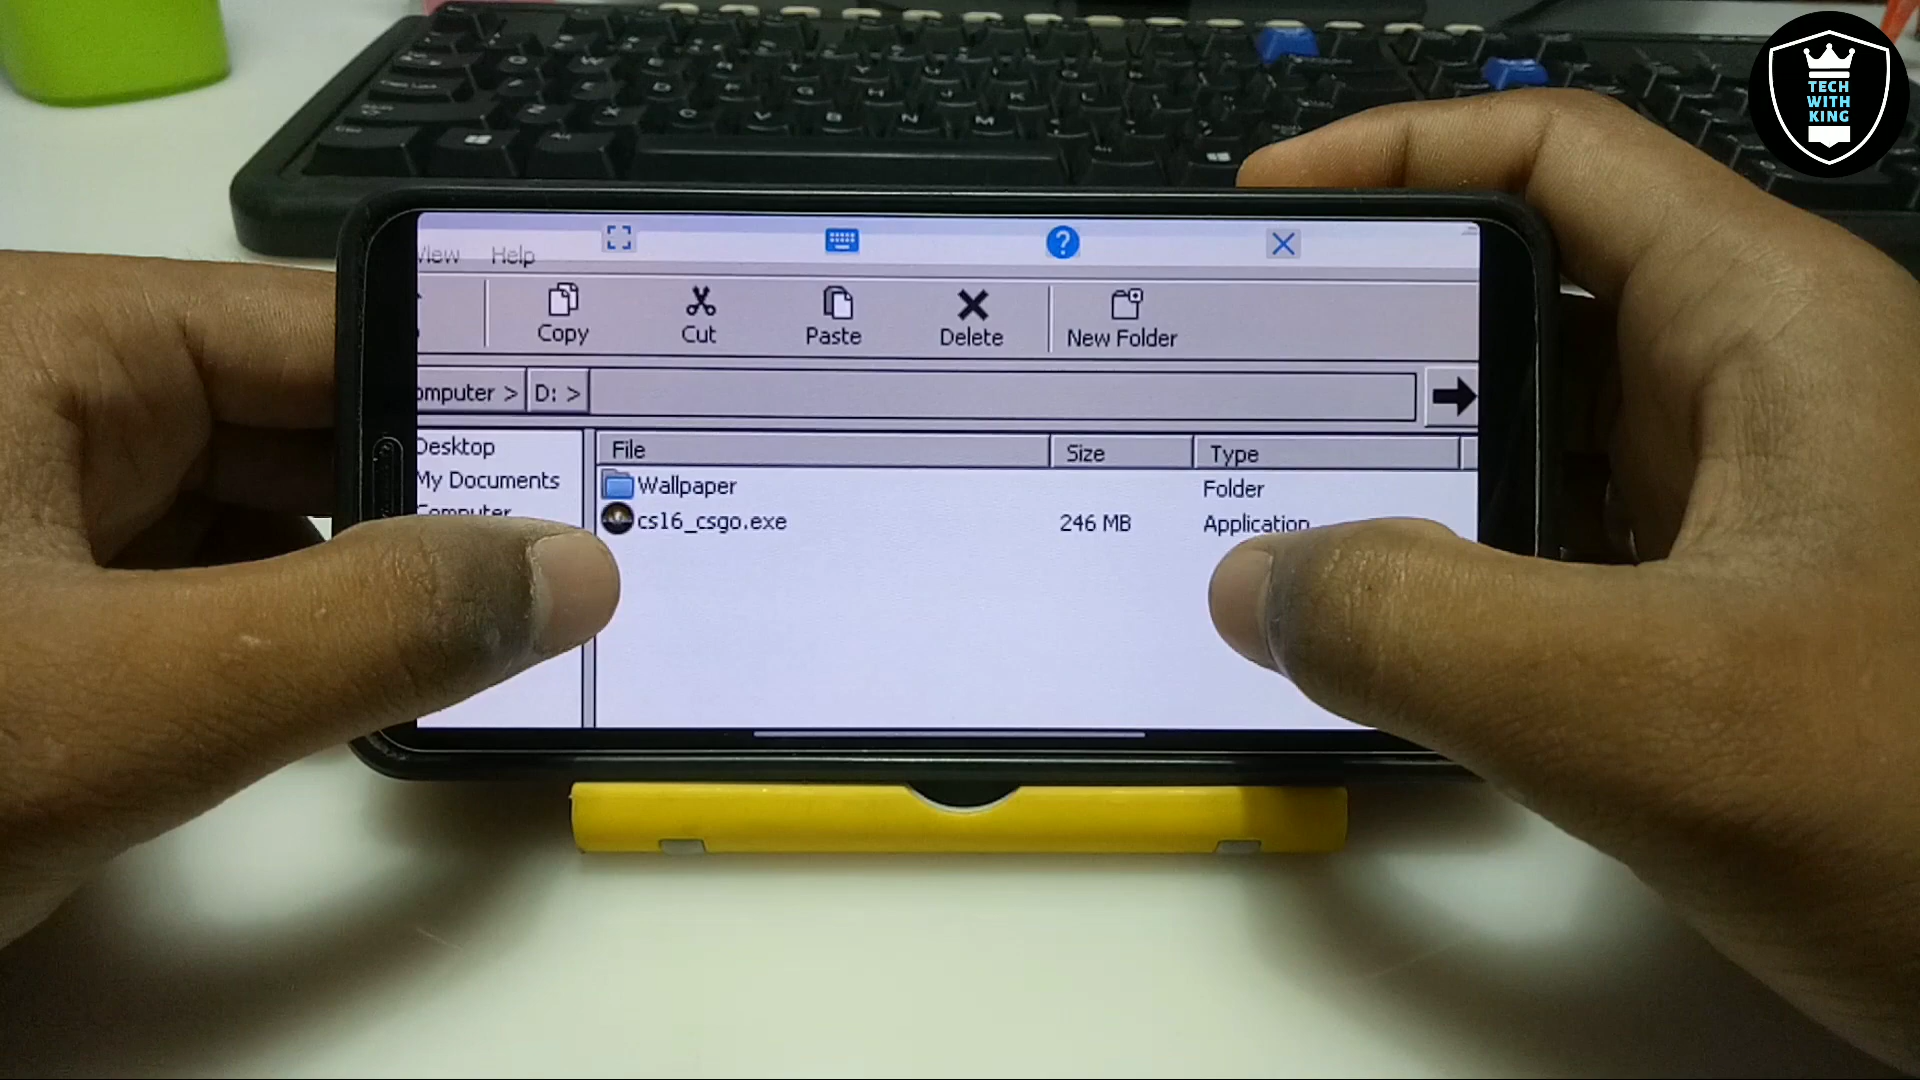 TECH
WITH
KING
View Help
Copy Cut Paste Delete New Folder
omputer > D: >
Desktop
My Documents
Computer
File Size Type
Wallpaper Folder
cs16_csgo.exe 246 MB Application
Z X C V B N M